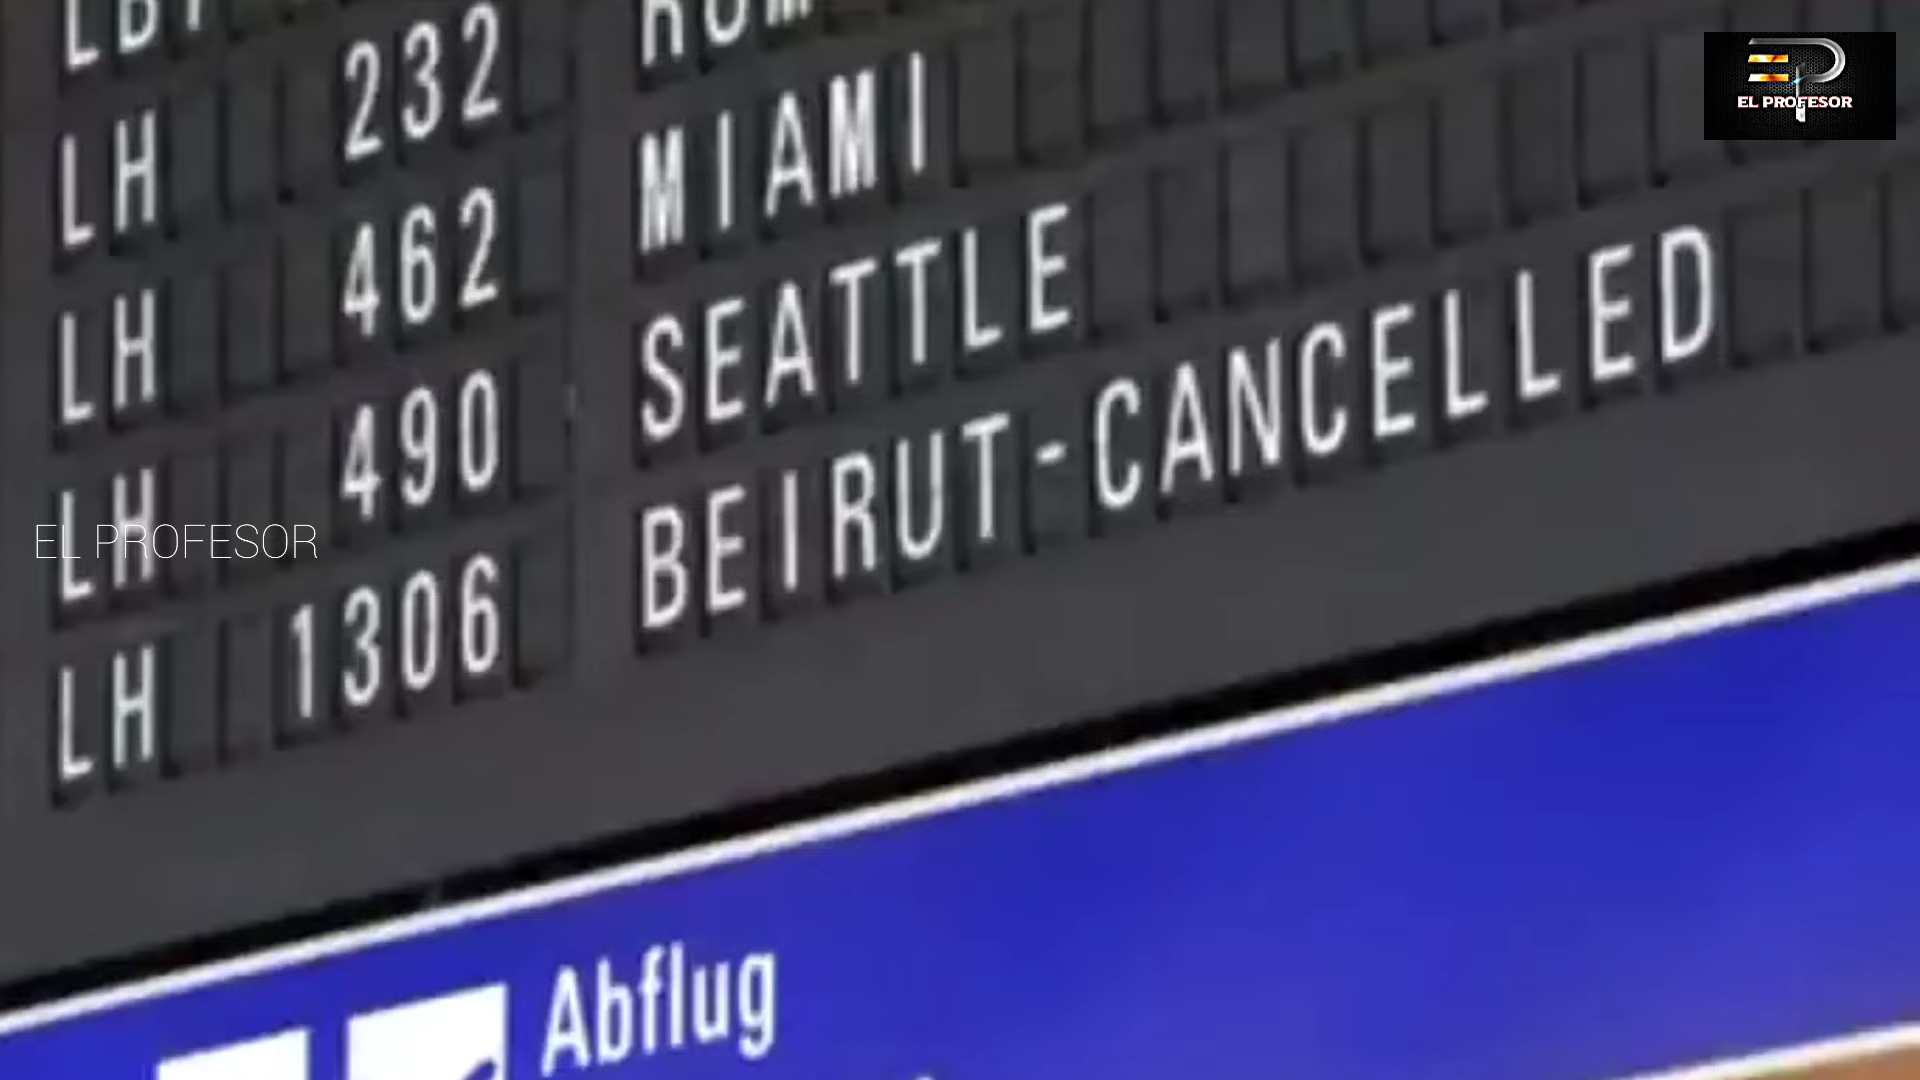 LH 232 MIAMI
LH 462 SEATTLE
LH 490 BEIRUT-CANCELLED
LH 1306
Abflug
EL PROFESOR
EL PROFESOR